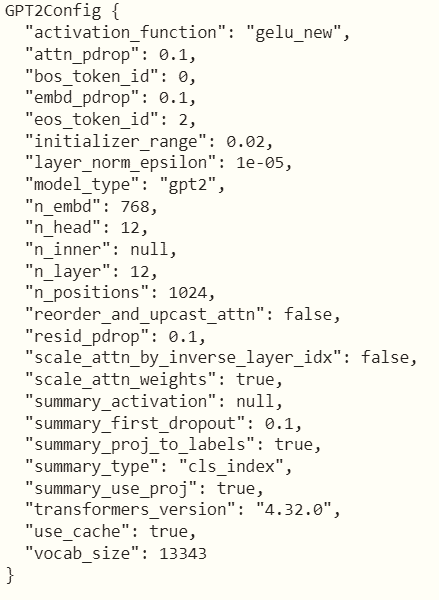 GPT2Config {
  "activation_function": "gelu_new",
  "attn_pdrop": 0.1,
  "bos_token_id": 0,
  "embd_pdrop": 0.1,
  "eos_token_id": 2,
  "initializer_range": 0.02,
  "layer_norm_epsilon": 1e-05,
  "model_type": "gpt2",
  "n_embd": 768,
  "n_head": 12,
  "n_inner": null,
  "n_layer": 12,
  "n_positions": 1024,
  "reorder_and_upcast_attn": false,
  "resid_pdrop": 0.1,
  "scale_attn_by_inverse_layer_idx": false,
  "scale_attn_weights": true,
  "summary_activation": null,
  "summary_first_dropout": 0.1,
  "summary_proj_to_labels": true,
  "summary_type": "cls_index",
  "summary_use_proj": true,
  "transformers_version": "4.32.0",
  "use_cache": true,
  "vocab_size": 13343
}